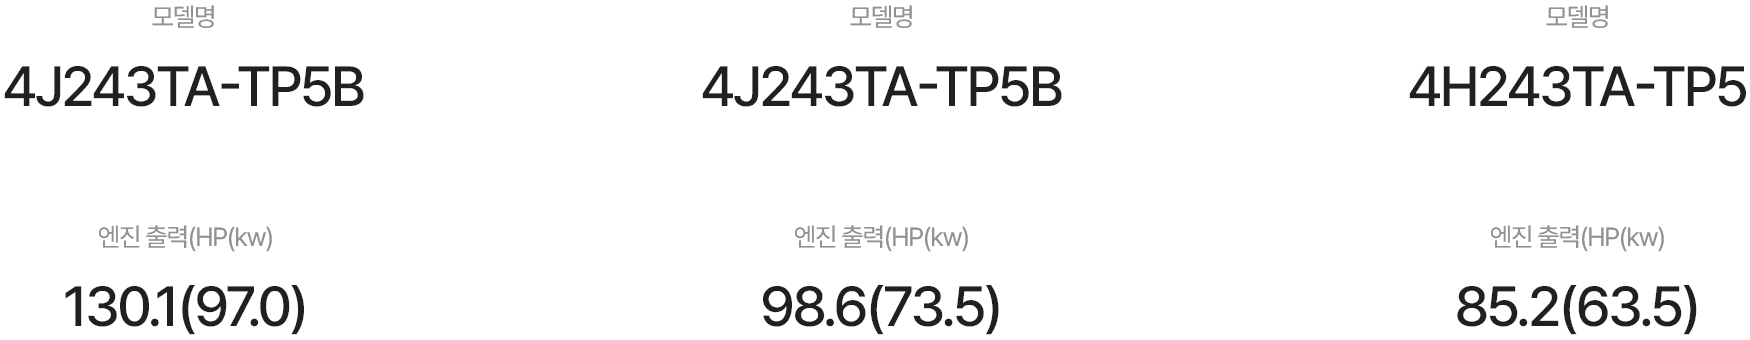 모델명 모델명 모델명
4J243TA-TP5B 4J243TA-TP5B 4H243TA-TP5
엔진 출력(HP(kw) 엔진 출력(HP(kw) 엔진 출력(HP(kw)
130.1(97.0) 98.6(73.5) 85.2(63.5)